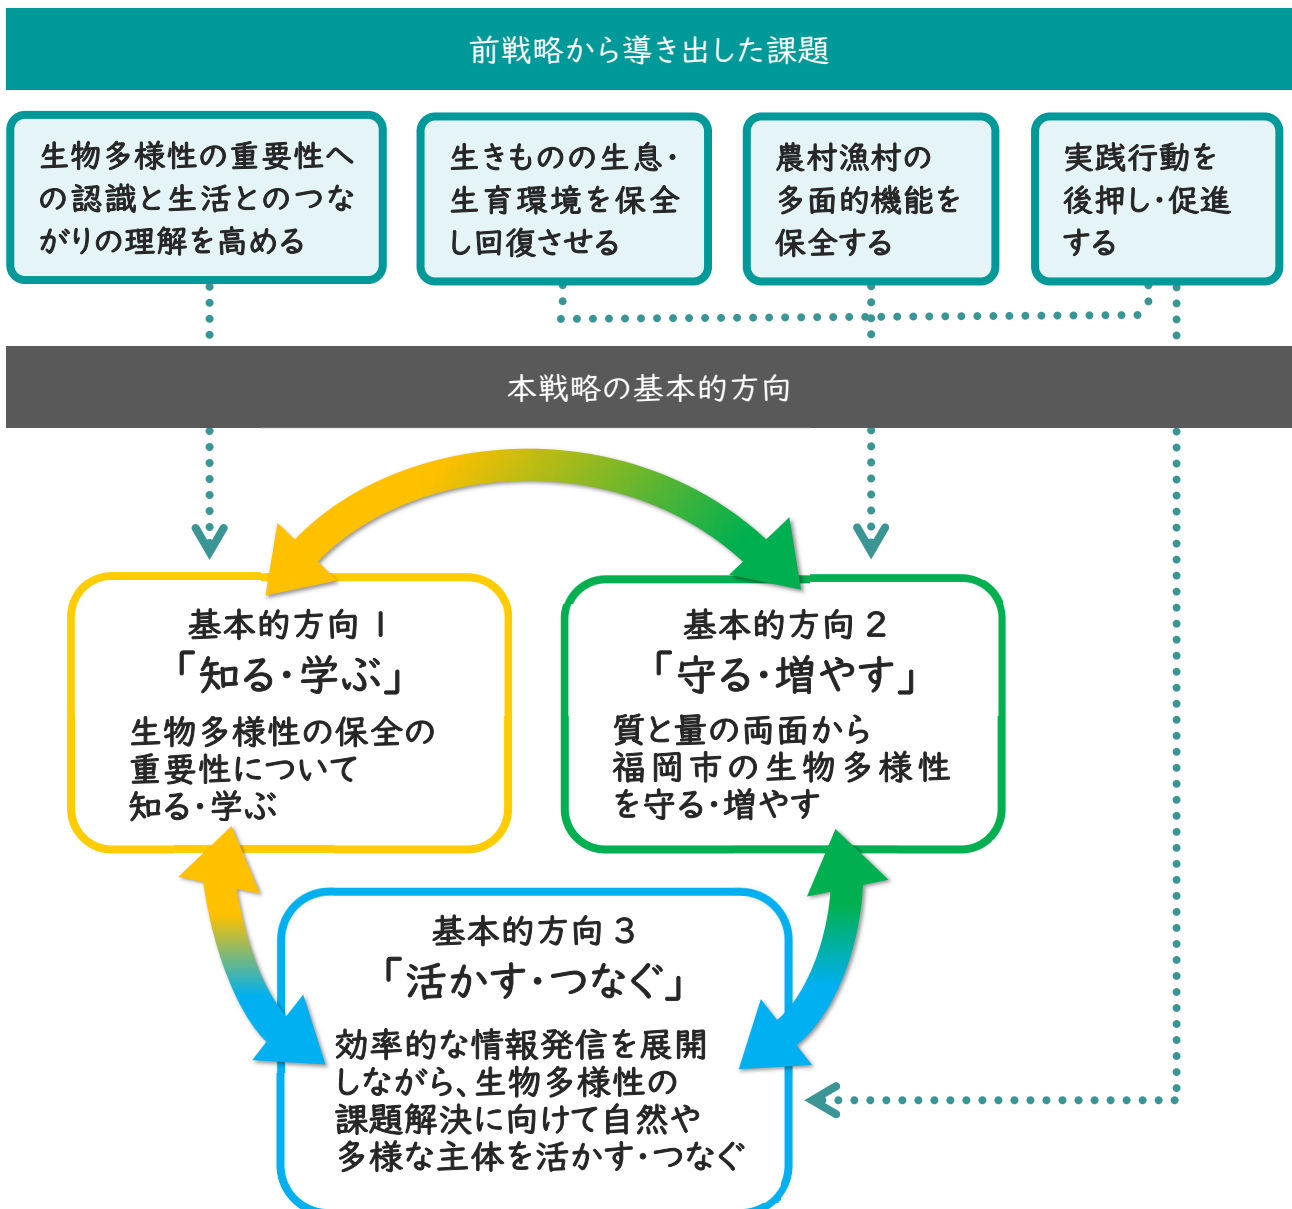 前戦略から導き出した課題
生物多様性の重要性へ
の認識と生活とのつな
がりの理解を高める
生きものの生息・
生育環境を保全
し回復させる
農村漁村の
多面的機能を
保全する
実践行動を
後押し・促進
する
本戦略の基本的方向
基本的方向1
「知る・学ぶ」
生物多様性の保全の
重要性について
知る・学ぶ
基本的方向2
「守る・増やす」
質と量の両面から
福岡市の生物多様性
を守る・増やす
基本的方向3
「活かす・つなぐ」
効率的な情報発信を展開
しながら、生物多様性の
課題解決に向けて自然や
多様な主体を活かす・つなぐ